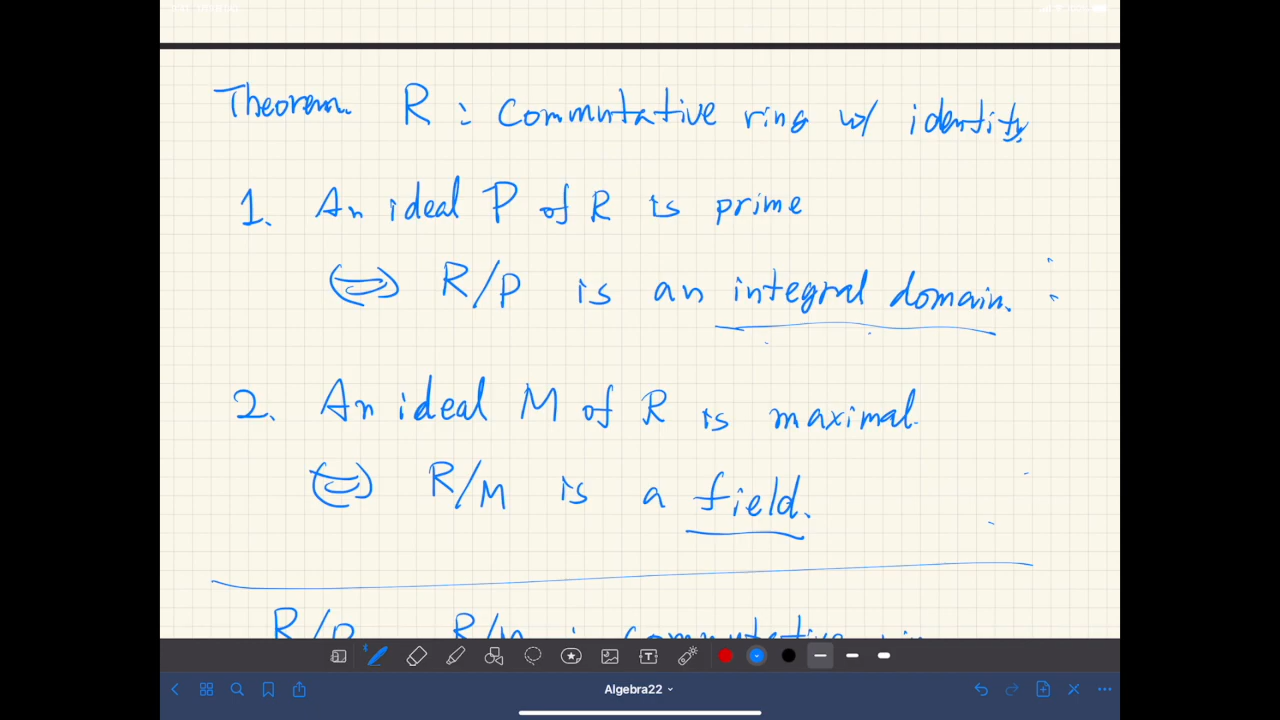 Theorem. R : Commutative ring w/ identity.
1. An ideal P of R is prime
⟺ R/P is an integral domain.
2. An ideal M of R is maximal.
⟺ R/M is a field.
R/P R/M : commutative
Algebra22